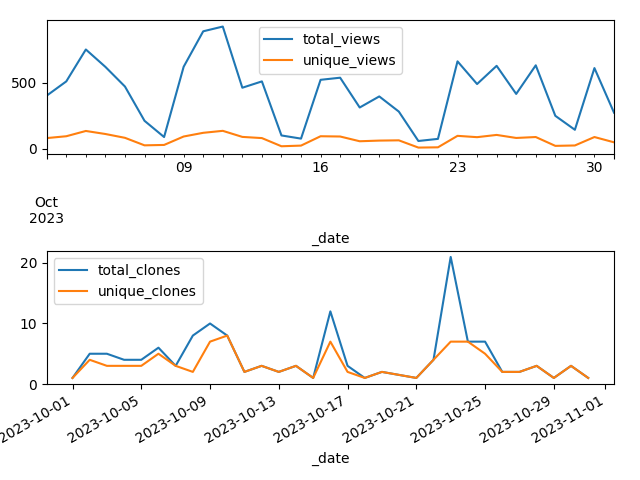 total_views
unique_views
500
0
09
16
23
30
Oct
2023
_date
total_clones
unique_clones
20
10
0
2023-10-01
2023-10-05
2023-10-09
2023-10-13
2023-10-17
2023-10-21
2023-10-25
2023-10-29
2023-11-01
_date